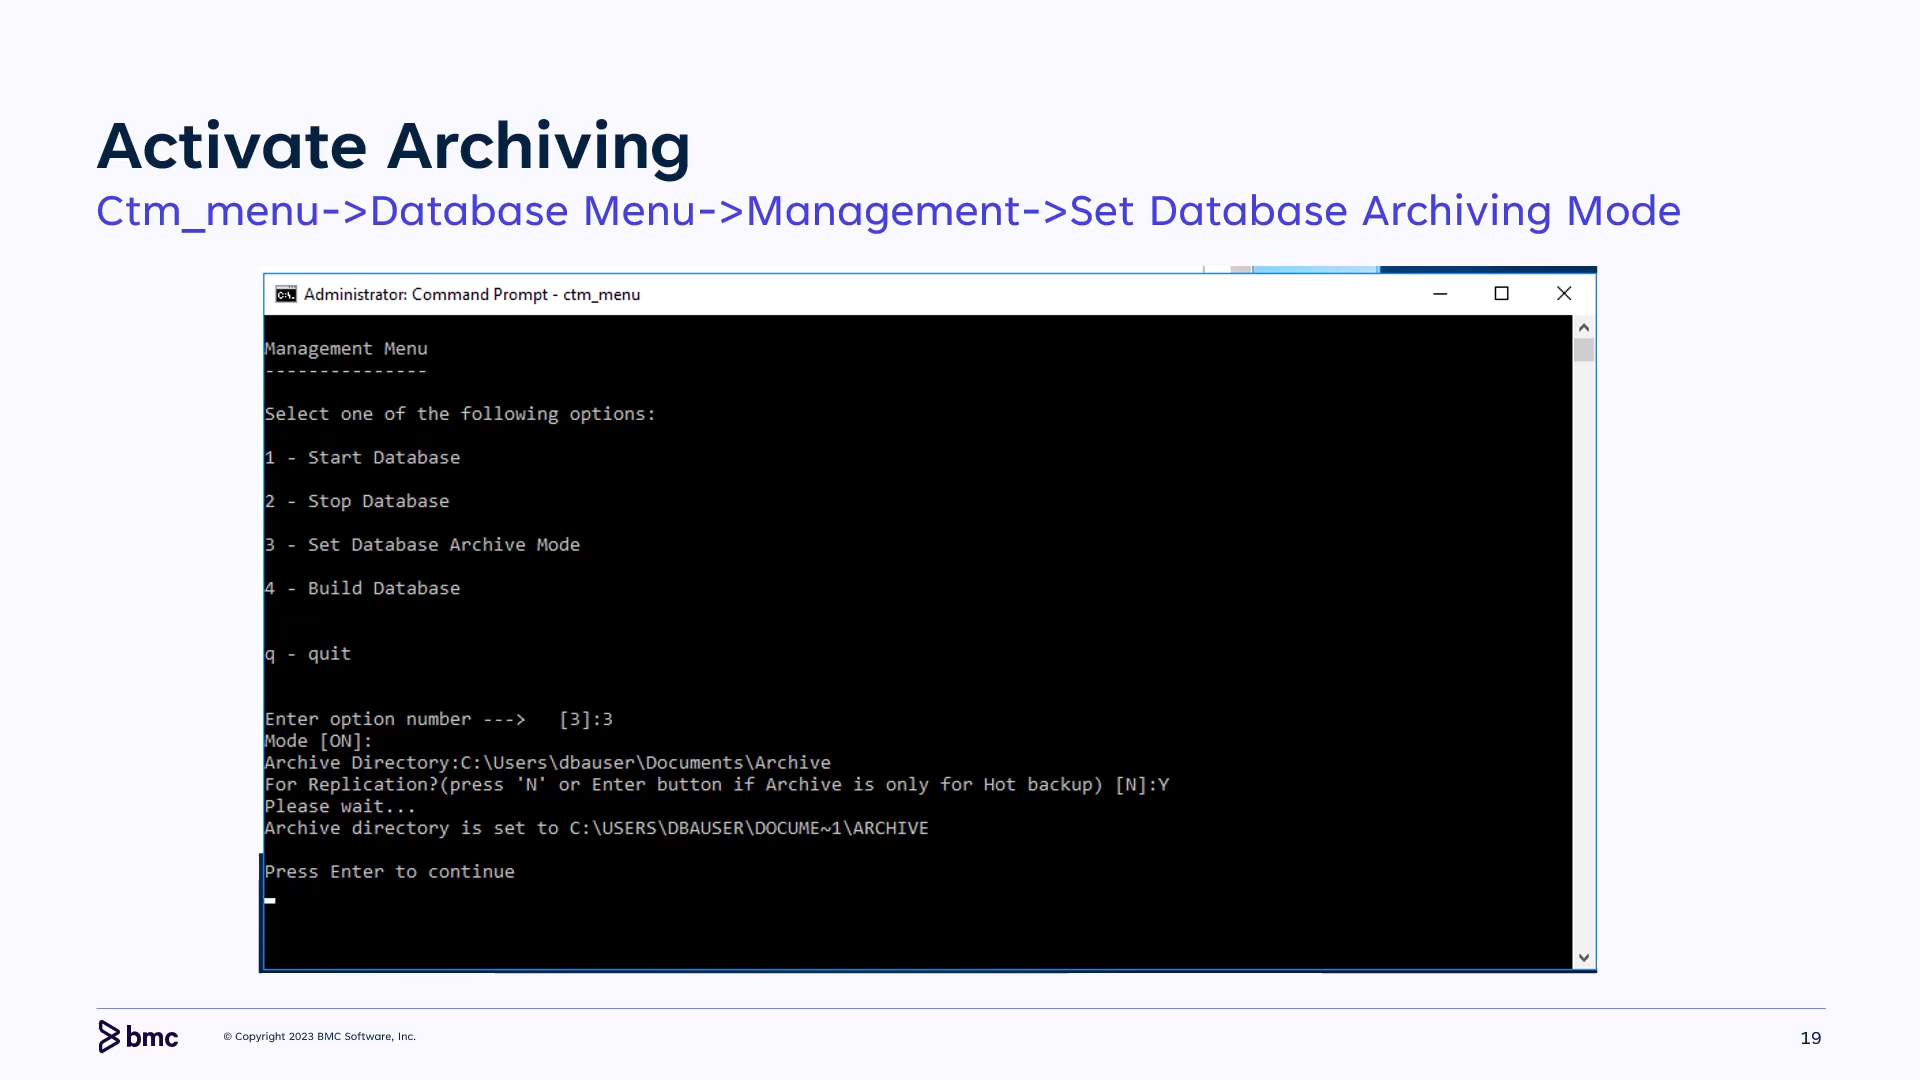 Activate Archiving
Ctm_menu->Database Menu->Management->Set Database Archiving Mode
Administrator: Command Prompt - ctm_menu
Management Menu
---------------
Select one of the following options:
1 - Start Database
2 - Stop Database
3 - Set Database Archive Mode
4 - Build Database
q - quit
Enter option number --->   [3]:3
Mode [ON]:
Archive Directory:C:\Users\dbauser\Documents\Archive
For Replication?(press 'N' or Enter button if Archive is only for Hot backup) [N]:Y
Please wait...
Archive directory is set to C:\USERS\DBAUSER\DOCUME~1\ARCHIVE
Press Enter to continue
bmc
© Copyright 2023 BMC Software, Inc.
19